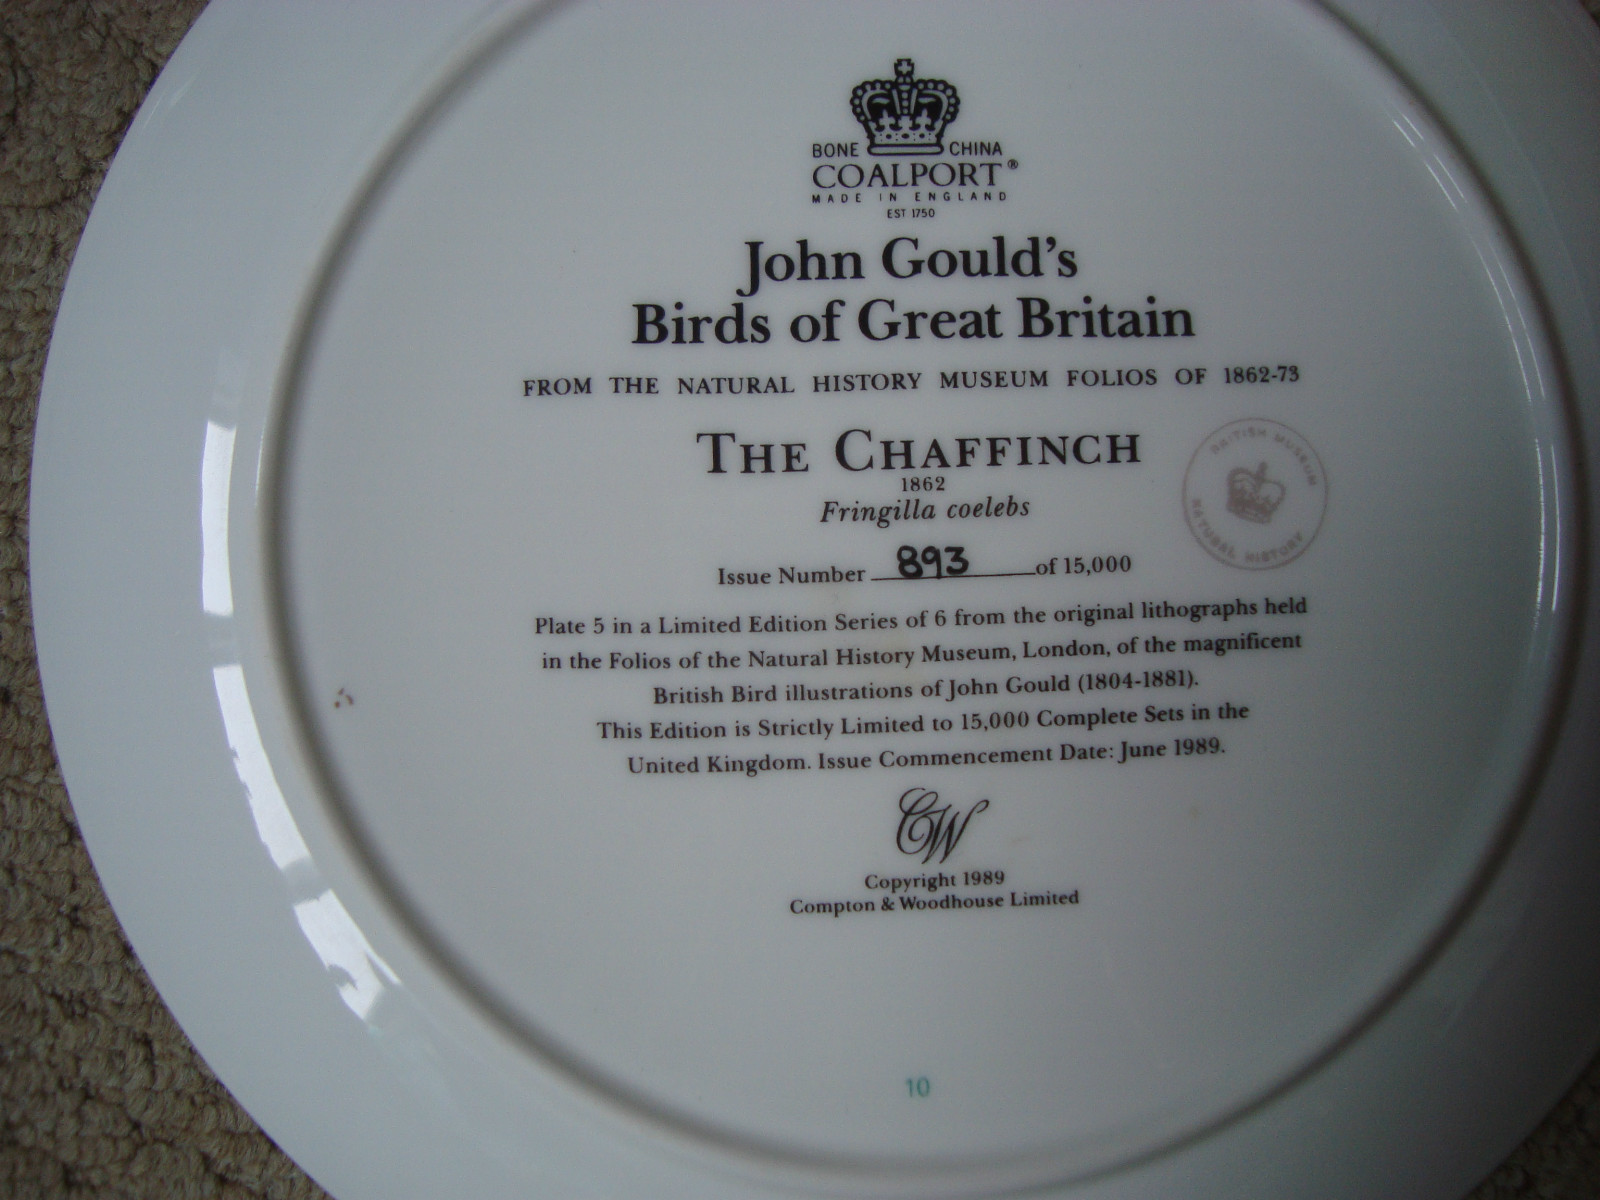 BONE CHINA
COALPORT®
MADE IN ENGLAND
EST 1750
John Gould's
Birds of Great Britain
FROM THE NATURAL HISTORY MUSEUM FOLIOS OF 1862-73
THE CHAFFINCH
1862
Fringilla coelebs
BRITISH MUSEUM
NATURAL HISTORY
Issue Number 893 of 15,000
Plate 5 in a Limited Edition Series of 6 from the original lithographs held
in the Folios of the Natural History Museum, London, of the magnificent
British Bird illustrations of John Gould (1804-1881).
This Edition is Strictly Limited to 15,000 Complete Sets in the
United Kingdom. Issue Commencement Date: June 1989.
CW
Copyright 1989
Compton & Woodhouse Limited
10